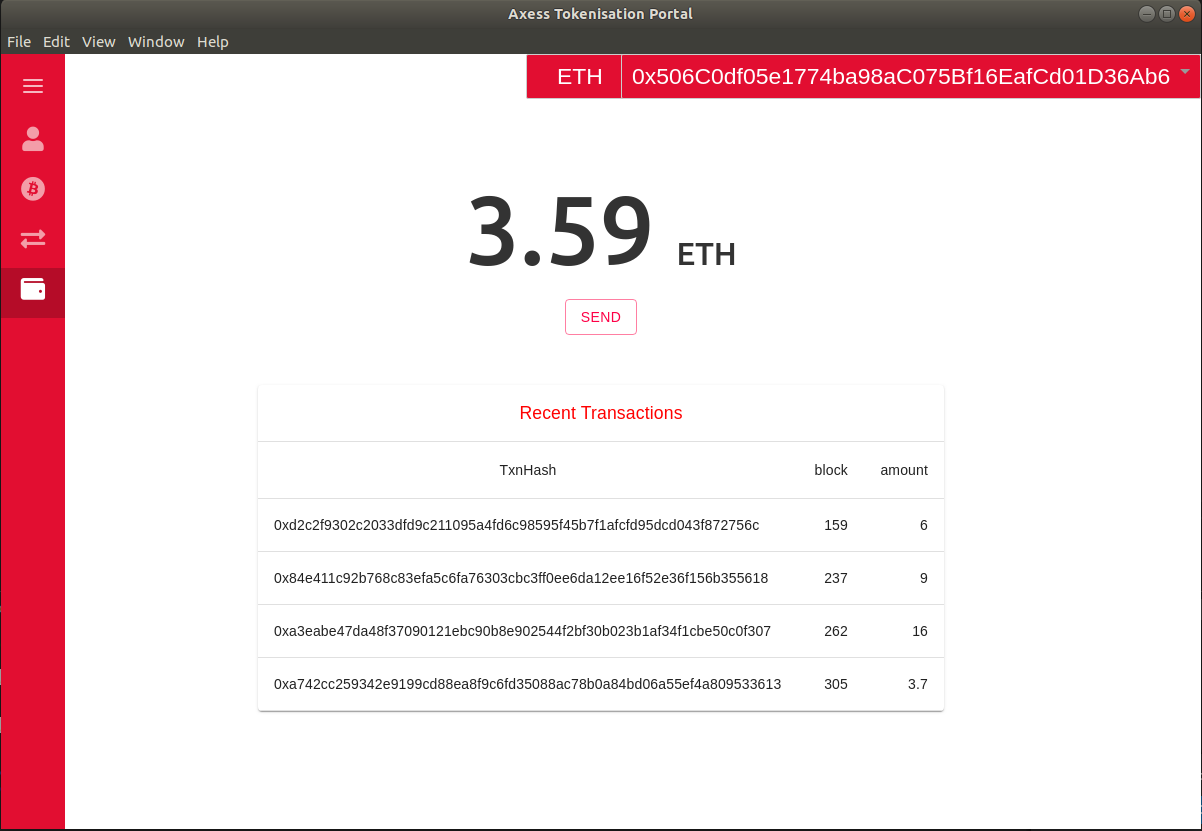 Axess Tokenisation Portal
File Edit View Window Help
ETH 0x506C0df05e1774ba98aC075Bf16EafCd01D36Ab6
3.59 ETH
SEND
Recent Transactions
TxnHash block amount
0xd2c2f9302c2033dfd9c211095a4fd6c98595f45b7f1afcfd95dcd043f872756c 159 6
0x84e411c92b768c83efa5c6fa76303cbc3ff0ee6da12ee16f52e36f156b355618 237 9
0xa3eabe47da48f37090121ebc90b8e902544f2bf30b023b1af34f1cbe50c0f307 262 16
0xa742cc259342e9199cd88ea8f9c6fd35088ac78b0a84bd06a55ef4a809533613 305 3.7